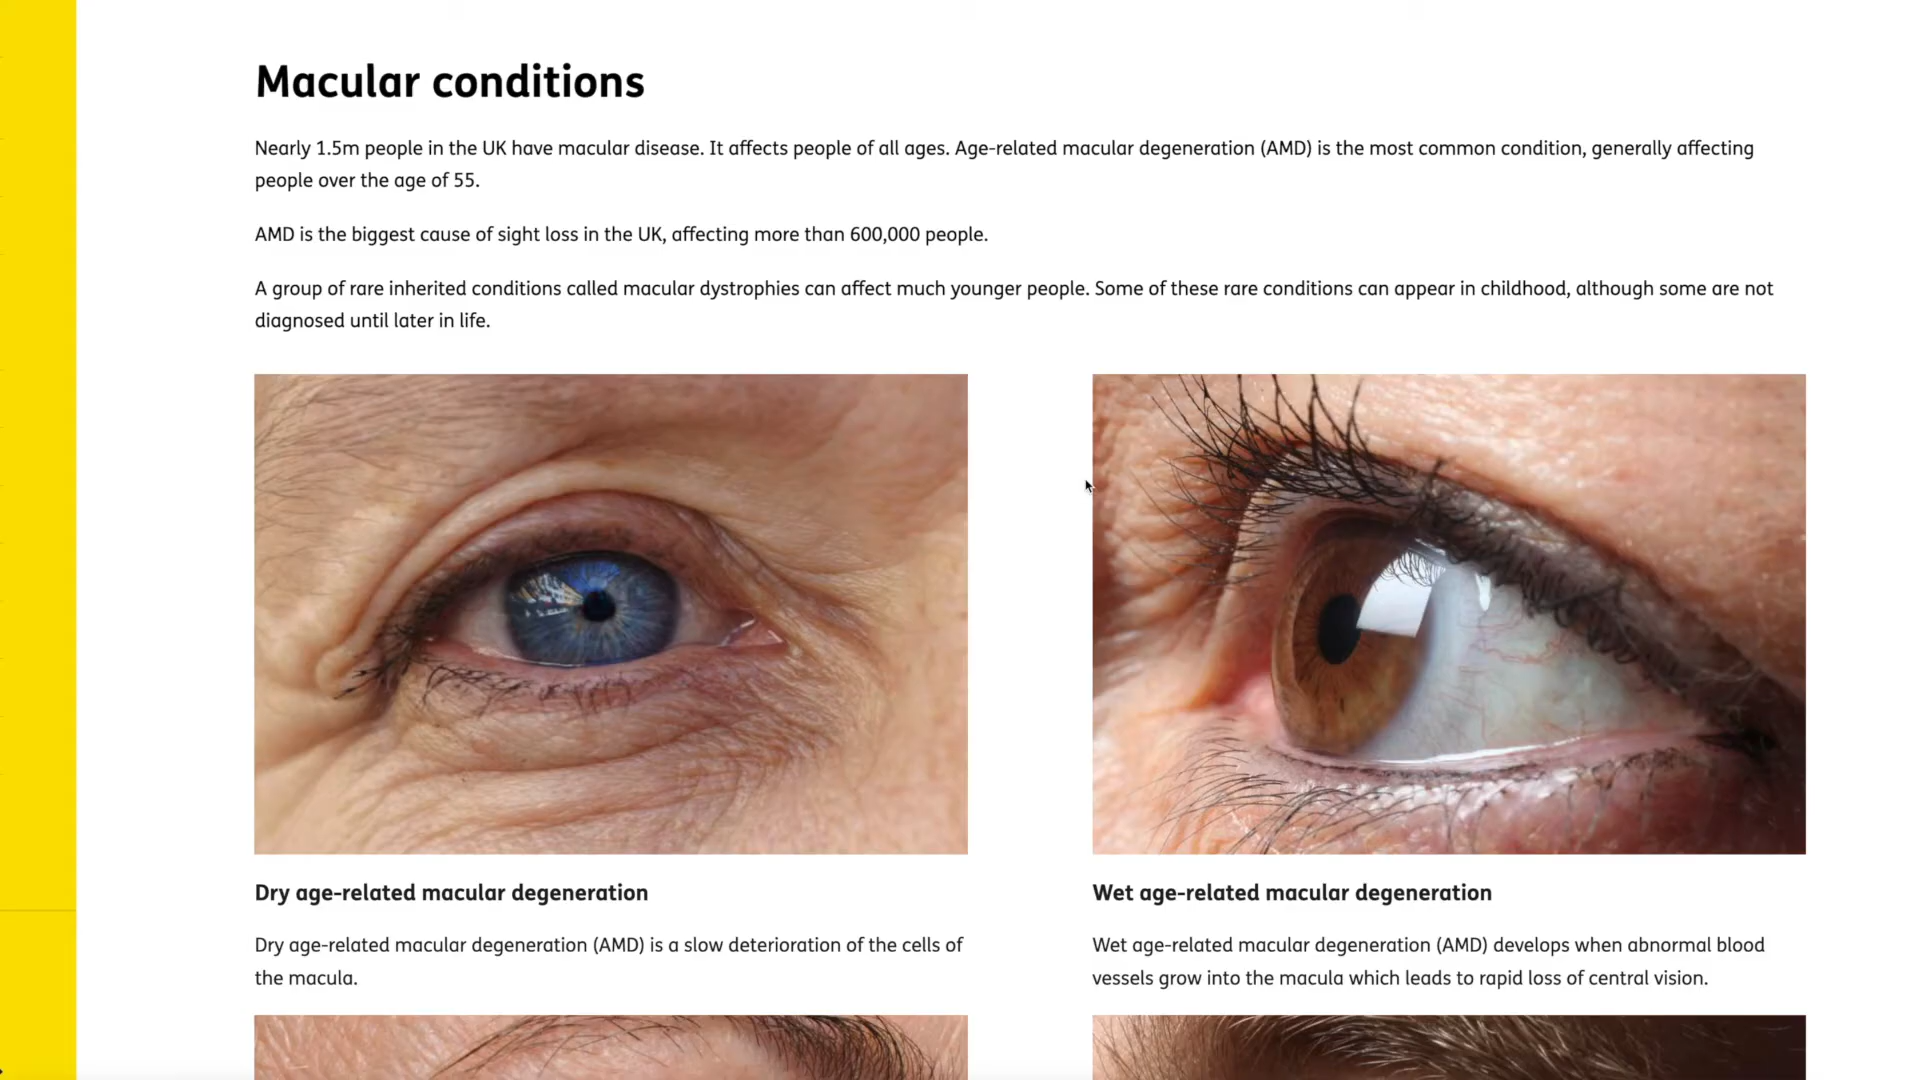 Macular conditions
Nearly 1.5m people in the UK have macular disease. It affects people of all ages. Age-related macular degeneration (AMD) is the most common condition, generally affecting
people over the age of 55.
AMD is the biggest cause of sight loss in the UK, affecting more than 600,000 people.
A group of rare inherited conditions called macular dystrophies can affect much younger people. Some of these rare conditions can appear in childhood, although some are not
diagnosed until later in life.
Dry age-related macular degeneration
Dry age-related macular degeneration (AMD) is a slow deterioration of the cells of
the macula.
Wet age-related macular degeneration
Wet age-related macular degeneration (AMD) develops when abnormal blood
vessels grow into the macula which leads to rapid loss of central vision.